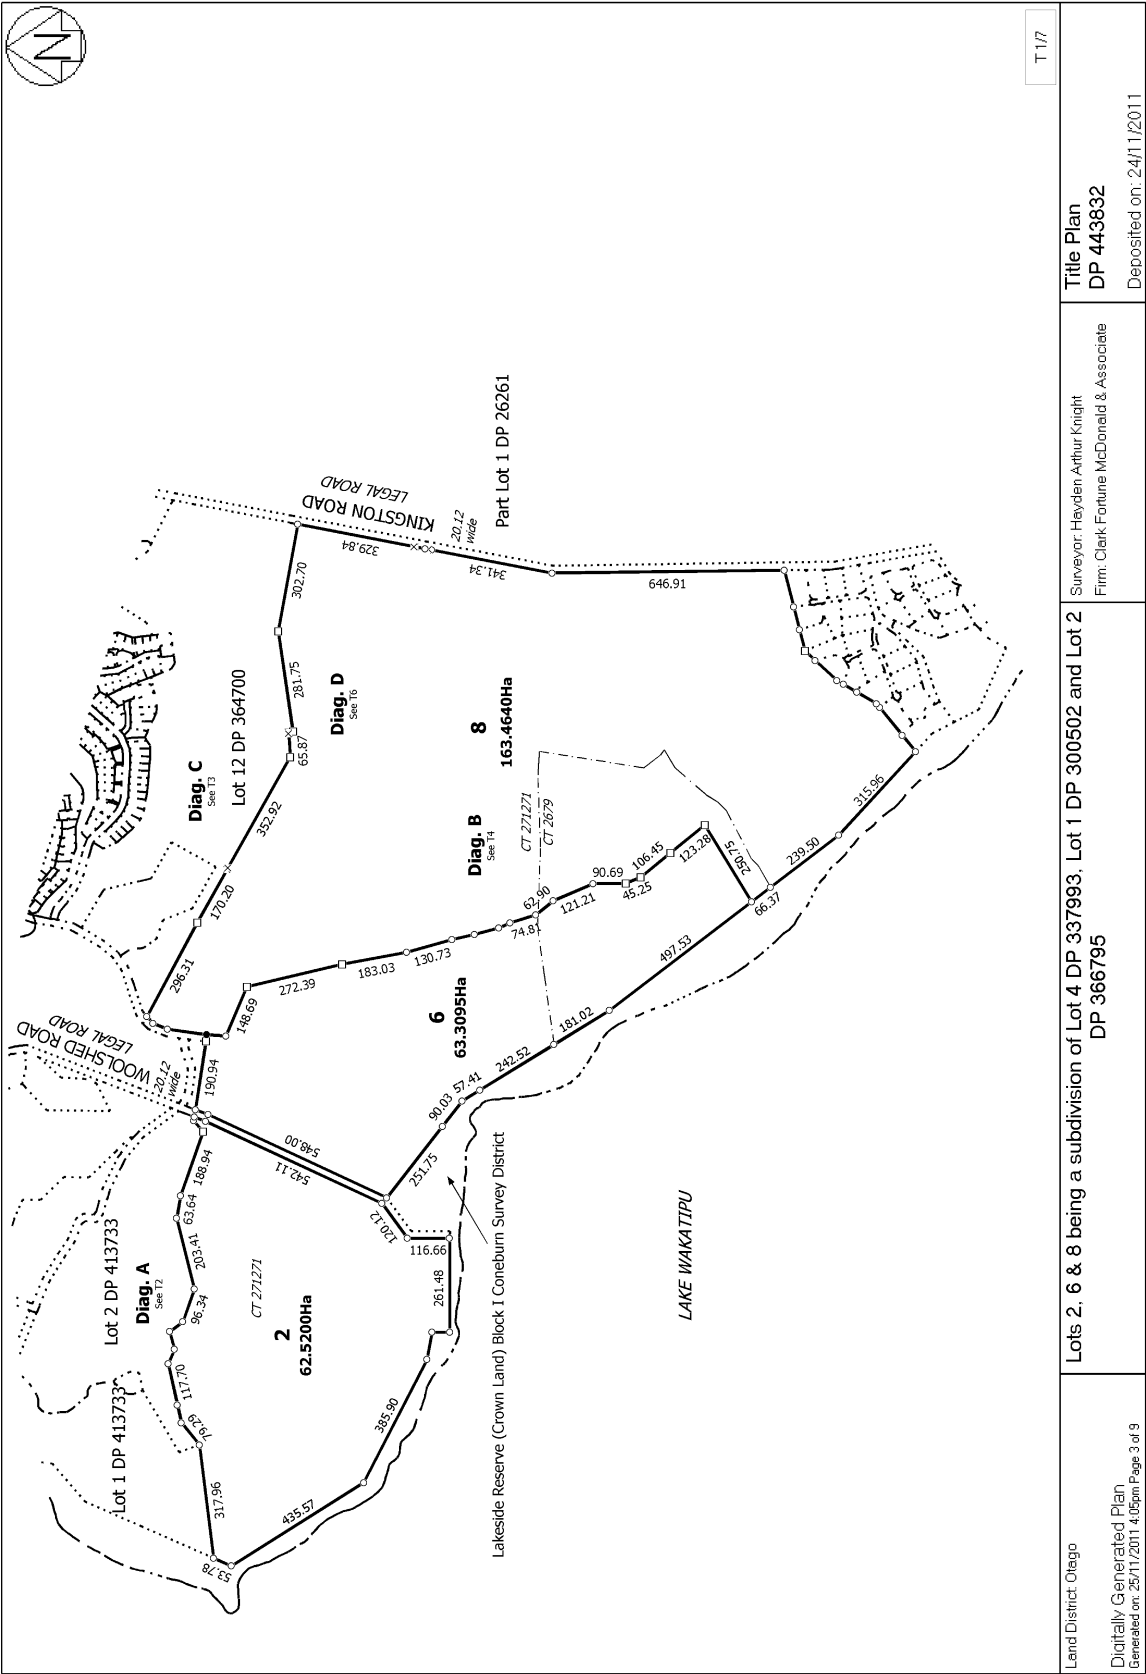 N
T 1/7
WOOLSHED ROAD
LEGAL ROAD
20.12
wide
Lot 1 DP 413733
Lot 2 DP 413733
Diag. A
See T2
Diag. C
See T3
Lot 12 DP 364700
KINGSTON ROAD
LEGAL ROAD
20.12
wide
Part Lot 1 DP 26261
53.78
317.96
79.29
117.70
96.34
203.41
63.64
188.94
190.94
296.31
170.20
352.92
65.87
281.75
302.70
329.84
341.34
646.91
CT 271271
2
62.5200Ha
435.57
385.90
261.48
116.66
120.12
542.11
548.00
148.69
272.39
183.03
130.73
74.81
62.90
121.21
90.69
45.25
106.45
123.28
250.75
6
63.3095Ha
Diag. B
See T4
CT 271271
CT 2679
Diag. D
See T6
8
163.4640Ha
251.75
90.03
57.41
242.52
181.02
497.53
66.37
239.50
315.96
Lakeside Reserve (Crown Land) Block I Coneburn Survey District
LAKE WAKATIPU
Land District: Otago
Digitally Generated Plan
Generated on: 25/11/2011 4:05pm Page 3 of 9
Lots 2, 6 & 8 being a subdivision of Lot 4 DP 337993, Lot 1 DP 300502 and Lot 2
DP 366795
Surveyor: Hayden Arthur Knight
Firm: Clark Fortune McDonald & Associate
Title Plan
DP 443832
Deposited on: 24/11/2011